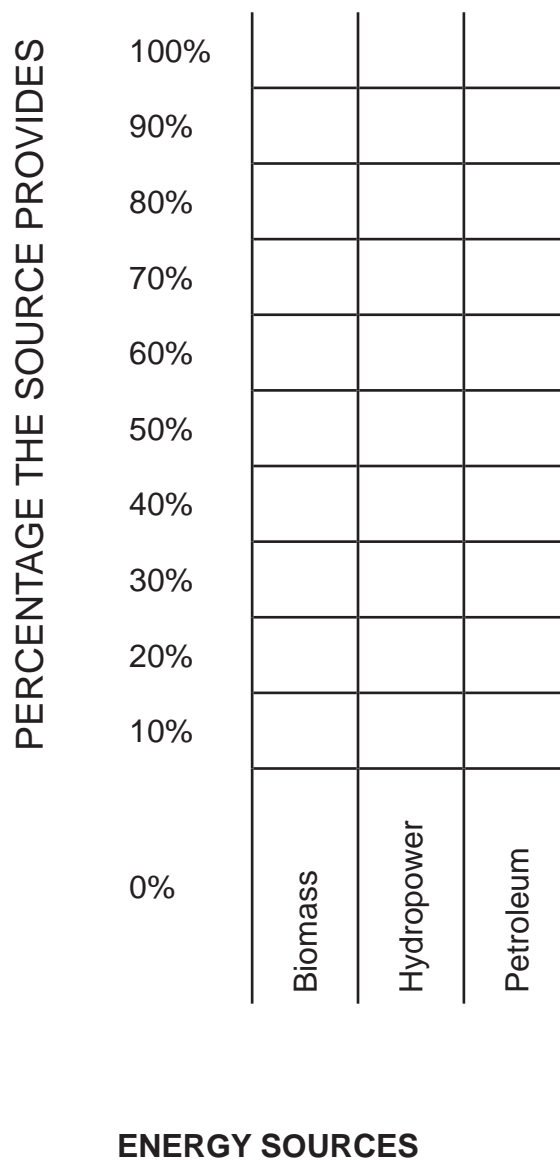 PERCENTAGE THE SOURCE PROVIDES
100%
90%
80%
70%
60%
50%
40%
30%
20%
10%
0%
Biomass
Hydropower
Petroleum
ENERGY SOURCES